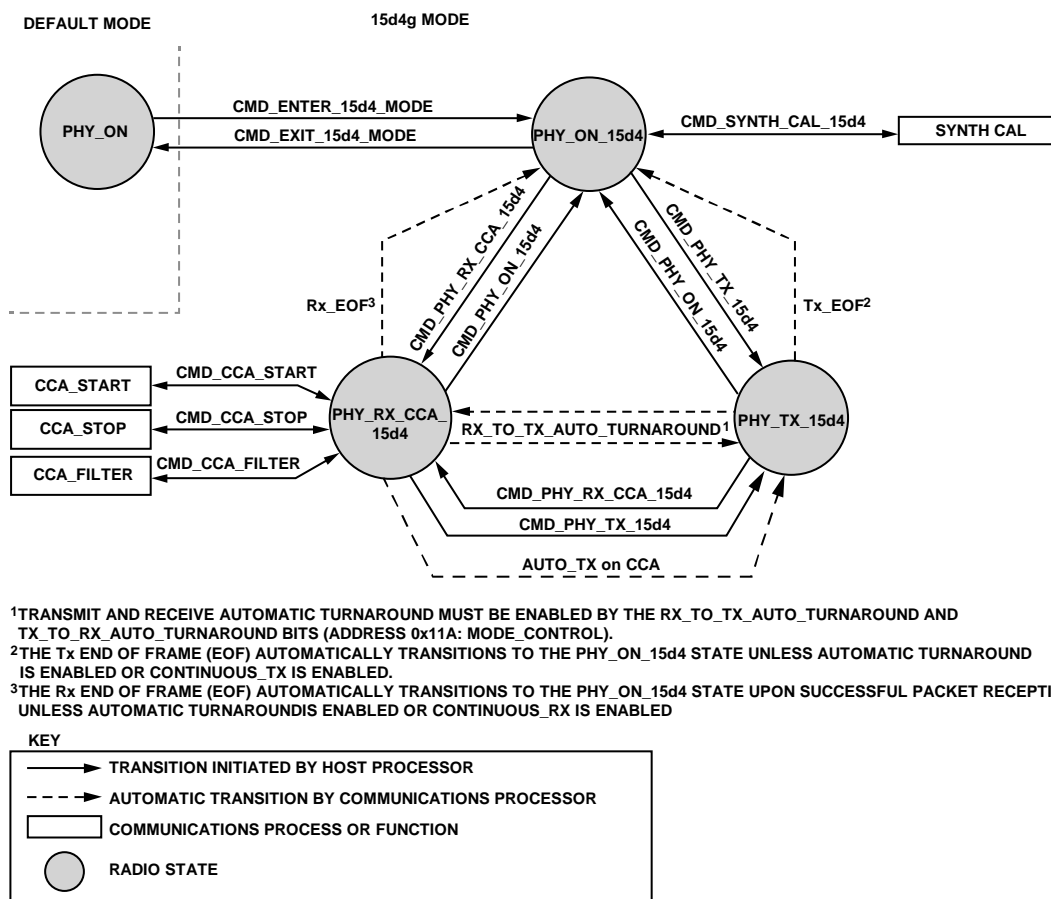 DEFAULT MODE
15d4g MODE
PHY_ON
CMD_ENTER_15d4_MODE
CMD_EXIT_15d4_MODE
PHY_ON_15d4
CMD_SYNTH_CAL_15d4
SYNTH CAL
CMD_PHY_RX_CCA_15d4
CMD_PHY_ON_15d4
CMD_PHY_ON_15d4
CMD_PHY_TX_15d4
Rx_EOF3
Tx_EOF2
CCA_START
CMD_CCA_START
CCA_STOP
CMD_CCA_STOP
CCA_FILTER
CMD_CCA_FILTER
PHY_RX_CCA_
15d4
RX_TO_TX_AUTO_TURNAROUND1
PHY_TX_15d4
CMD_PHY_RX_CCA_15d4
CMD_PHY_TX_15d4
AUTO_TX on CCA
1TRANSMIT AND RECEIVE AUTOMATIC TURNAROUND MUST BE ENABLED BY THE RX_TO_TX_AUTO_TURNAROUND AND
TX_TO_RX_AUTO_TURNAROUND BITS (ADDRESS 0x11A: MODE_CONTROL).
2THE Tx END OF FRAME (EOF) AUTOMATICALLY TRANSITIONS TO THE PHY_ON_15d4 STATE UNLESS AUTOMATIC TURNAROUND
IS ENABLED OR CONTINUOUS_TX IS ENABLED.
3THE Rx END OF FRAME (EOF) AUTOMATICALLY TRANSITIONS TO THE PHY_ON_15d4 STATE UPON SUCCESSFUL PACKET RECEPTI
UNLESS AUTOMATIC TURNAROUNDIS ENABLED OR CONTINUOUS_RX IS ENABLED
KEY
TRANSITION INITIATED BY HOST PROCESSOR
AUTOMATIC TRANSITION BY COMMUNICATIONS PROCESSOR
COMMUNICATIONS PROCESS OR FUNCTION
RADIO STATE